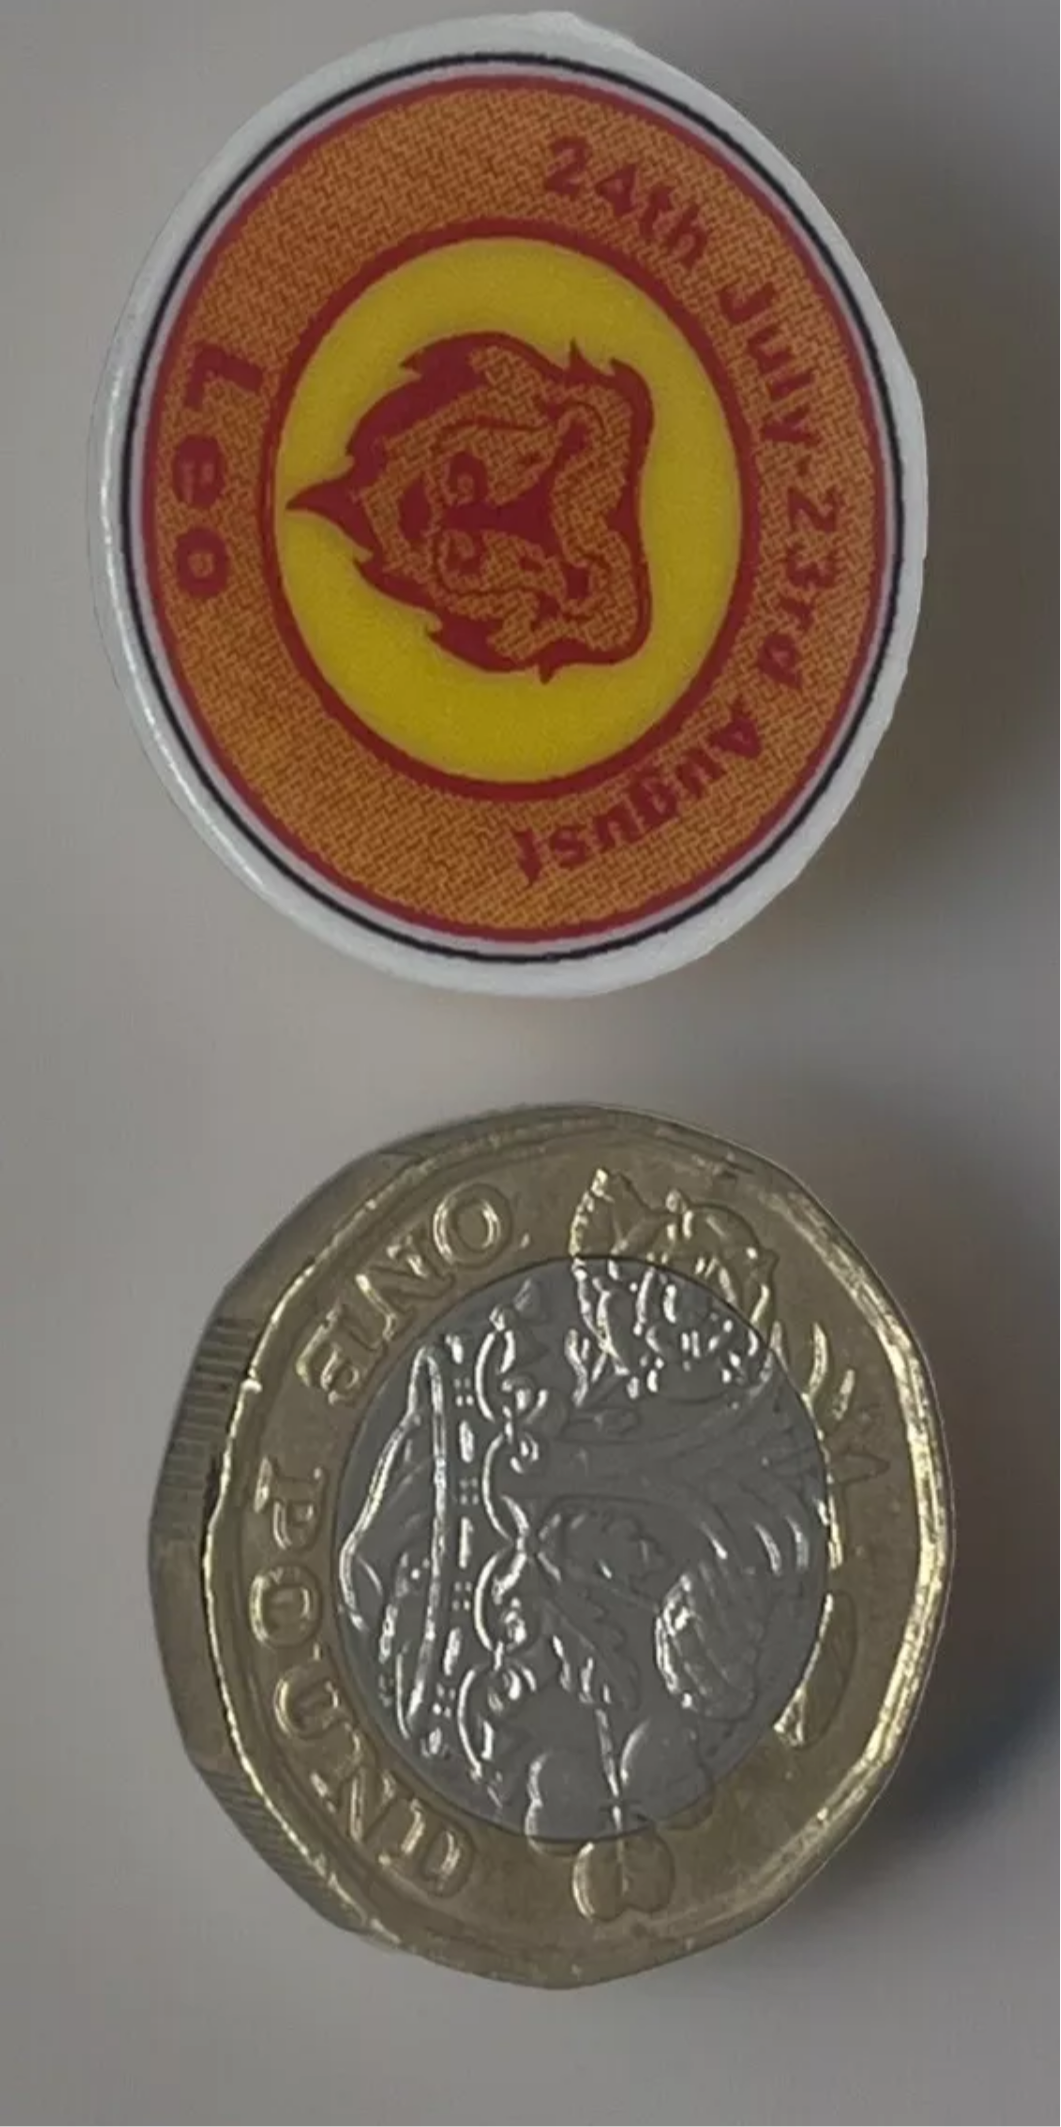 Leo
24th July-23rd August
ONE POUND